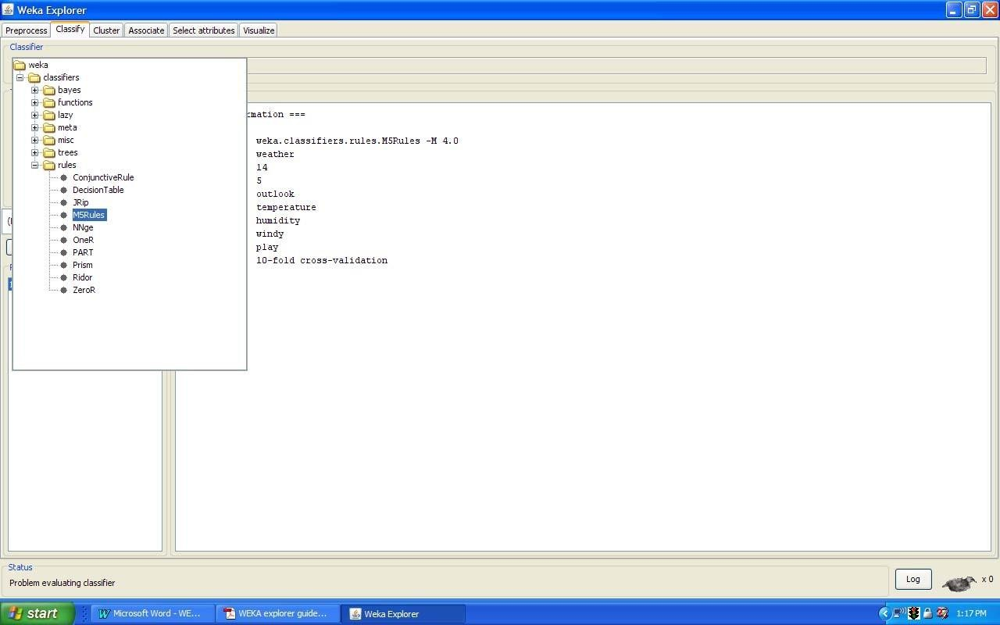 Weka Explorer
Preprocess Classify Cluster Associate Select attributes Visualize
Classifier
weka
classifiers
bayes
functions
lazy
meta
misc
trees
rules
ConjunctiveRule
DecisionTable
JRip
M5Rules
NNge
OneR
PART
Prism
Ridor
ZeroR
rmation ===
weka.classifiers.rules.M5Rules -M 4.0
weather
14
5
outlook
temperature
humidity
windy
play
10-fold cross-validation
Status
Problem evaluating classifier
Log
x 0
start
Microsoft Word - WE...
WEKA explorer guide...
Weka Explorer
1:17 PM